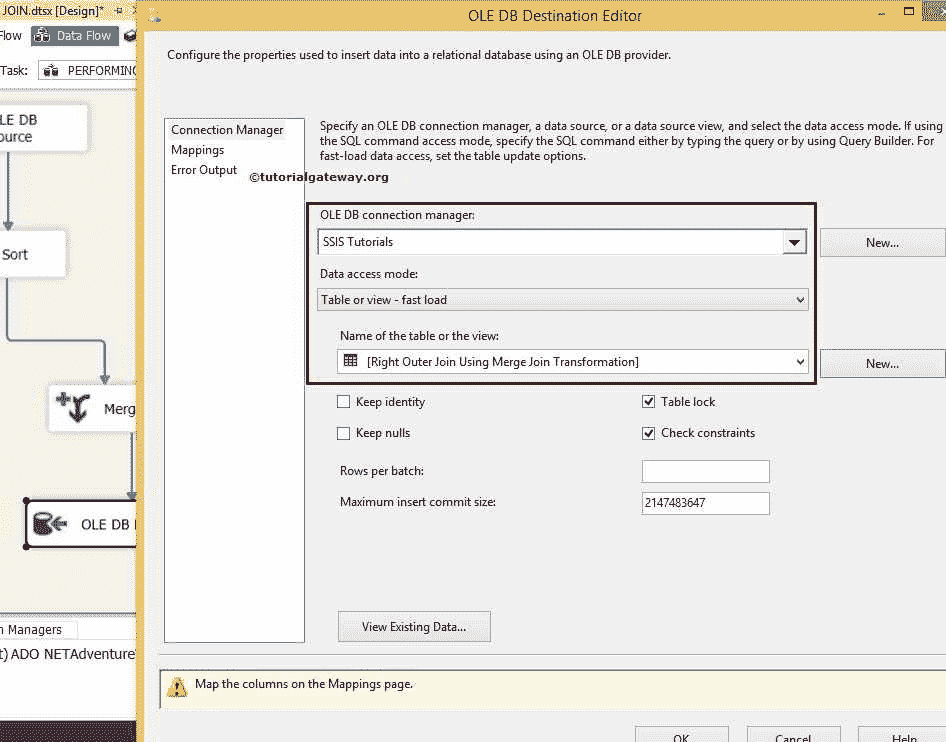 JOIN.dtsx [Design]*
OLE DB Destination Editor
Flow
Data Flow
Configure the properties used to insert data into a relational database using an OLE DB provider.
Task:
PERFORMING
LE DB
ource
Sort
Merg
OLE DB
Connection Manager
Mappings
Error Output
©tutorialgateway.org
Specify an OLE DB connection manager, a data source, or a data source view, and select the data access mode. If using
the SQL command access mode, specify the SQL command either by typing the query or by using Query Builder. For
fast-load data access, set the table update options.
OLE DB connection manager:
SSIS Tutorials
New...
Data access mode:
Table or view - fast load
Name of the table or the view:
[Right Outer Join Using Merge Join Transformation]
New...
Keep identity
Table lock
Keep nulls
Check constraints
Rows per batch:
Maximum insert commit size:
2147483647
View Existing Data...
n Managers
t) ADO NETAdventure
Map the columns on the Mappings page.
OK
Cancel
Help